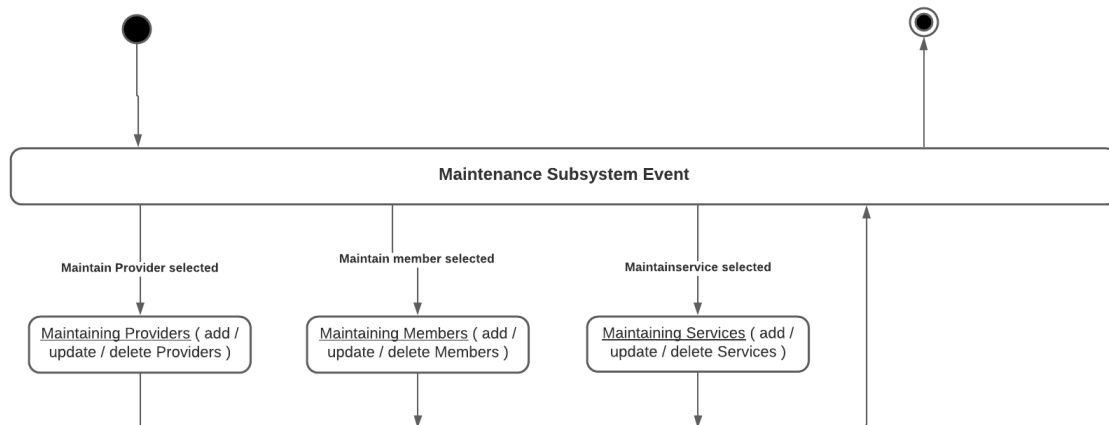 Maintenance Subsystem Event
Maintain Provider selected
Maintain member selected
Maintainservice selected
Maintaining Providers ( add /
update / delete Providers )
Maintaining Members ( add /
update / delete Members )
Maintaining Services ( add /
update / delete Services )